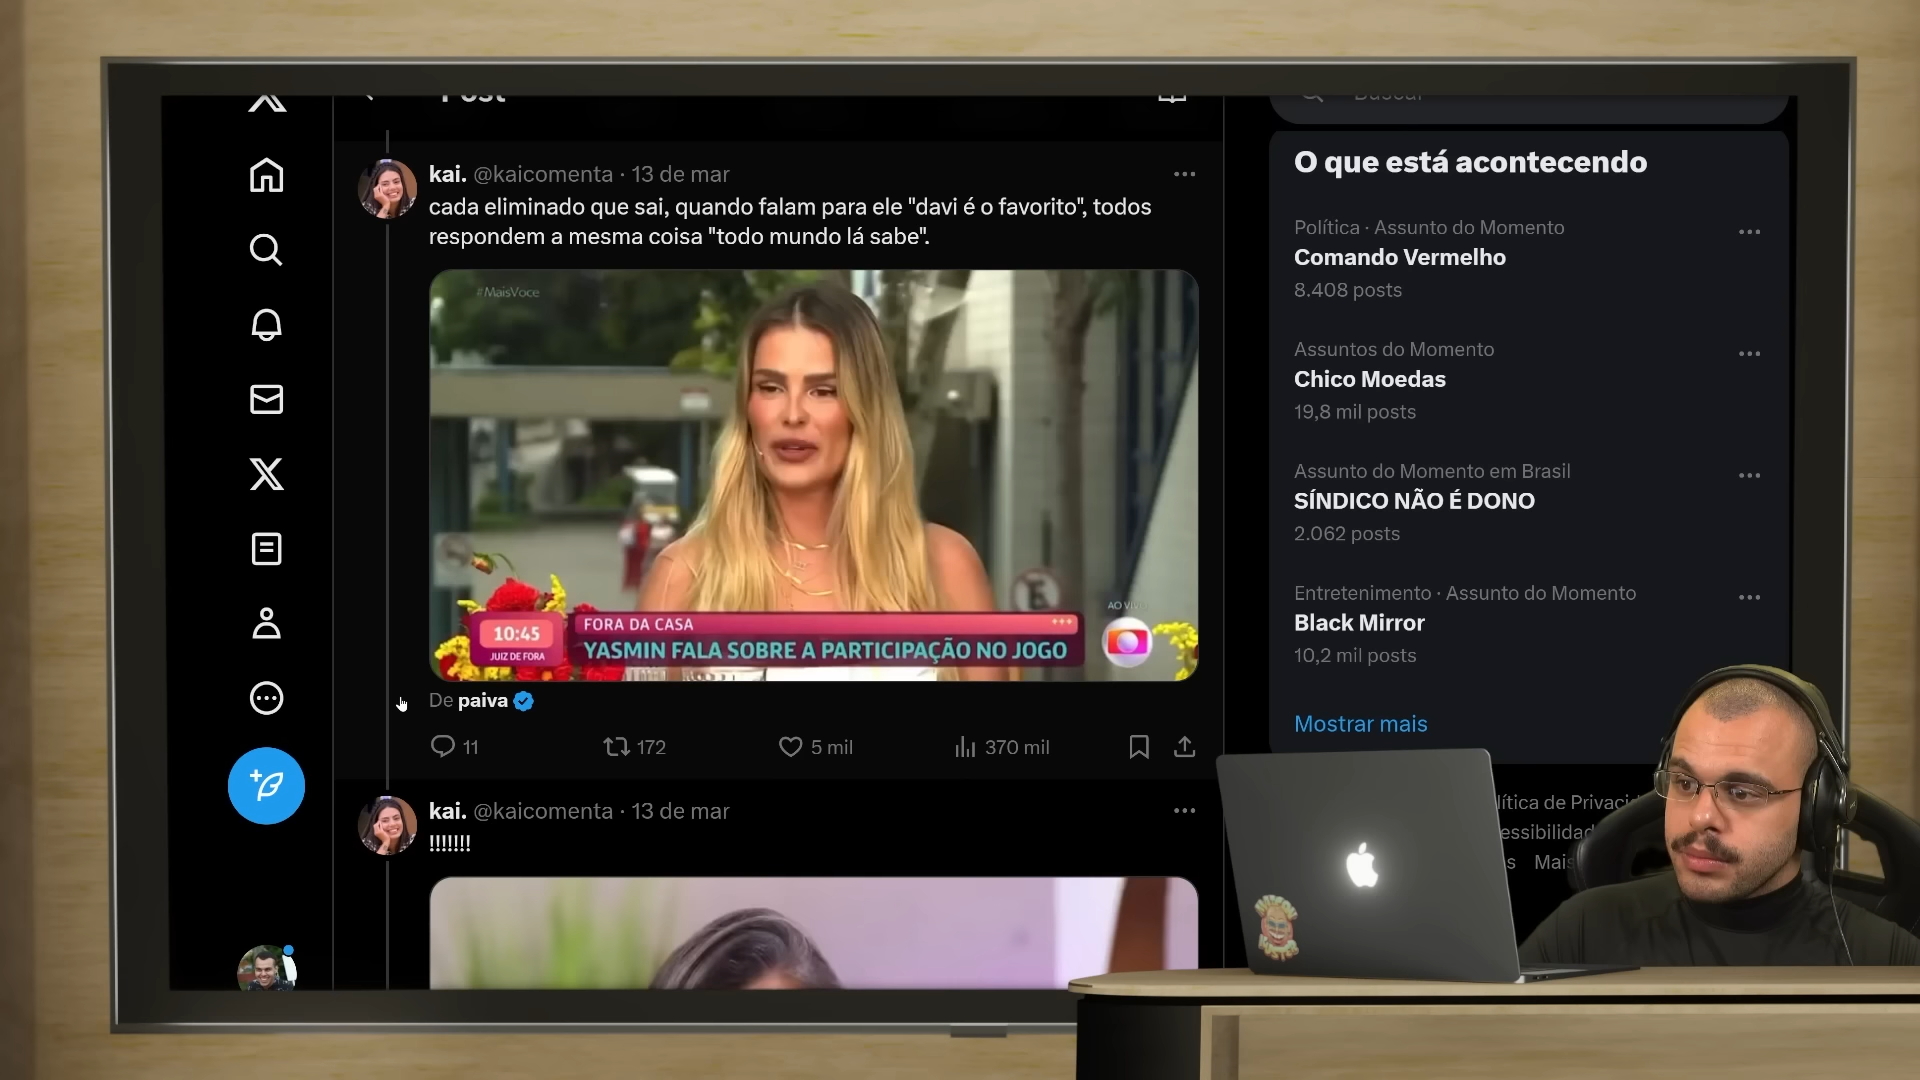 Post
Buscar
kai. @kaicomenta · 13 de mar
cada eliminado que sai, quando falam para ele "davi é o favorito", todos
respondem a mesma coisa "todo mundo lá sabe".
#MaisVoce
FORA DA CASA
10:45
YASMIN FALA SOBRE A PARTICIPAÇÃO NO JOGO
JUIZ DE FORA
AO VIVO
E
De paiva
11
172
5 mil
370 mil
kai. @kaicomenta · 13 de mar
!!!!!!!
O que está acontecendo
Política · Assunto do Momento
Comando Vermelho
8.408 posts
Assuntos do Momento
Chico Moedas
19,8 mil posts
Assunto do Momento em Brasil
SÍNDICO NÃO É DONO
2.062 posts
Entretenimento · Assunto do Momento
Black Mirror
10,2 mil posts
Mostrar mais